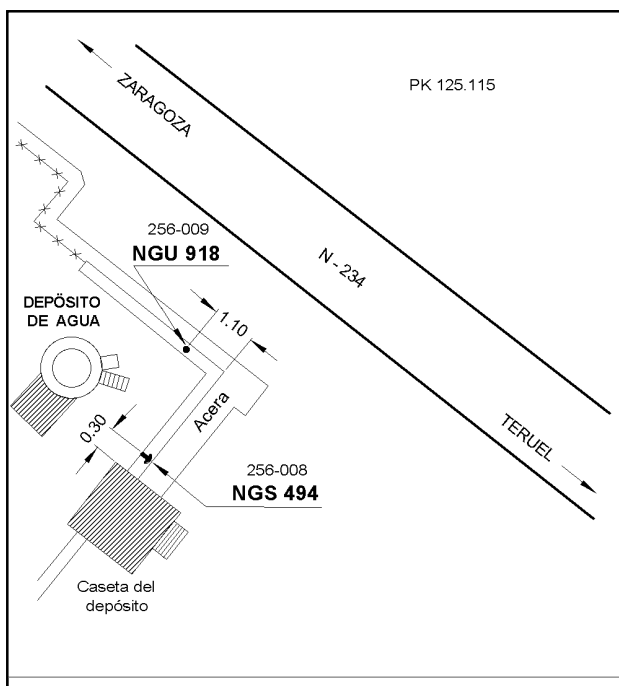 PK 125.115
ZARAGOZA
256-009
NGU 918
N - 234
DEPÖSITO
DE AGUA
1.10
Acera
0.30
TERUEL
256-008
NGS 494
Caseta del
depósito